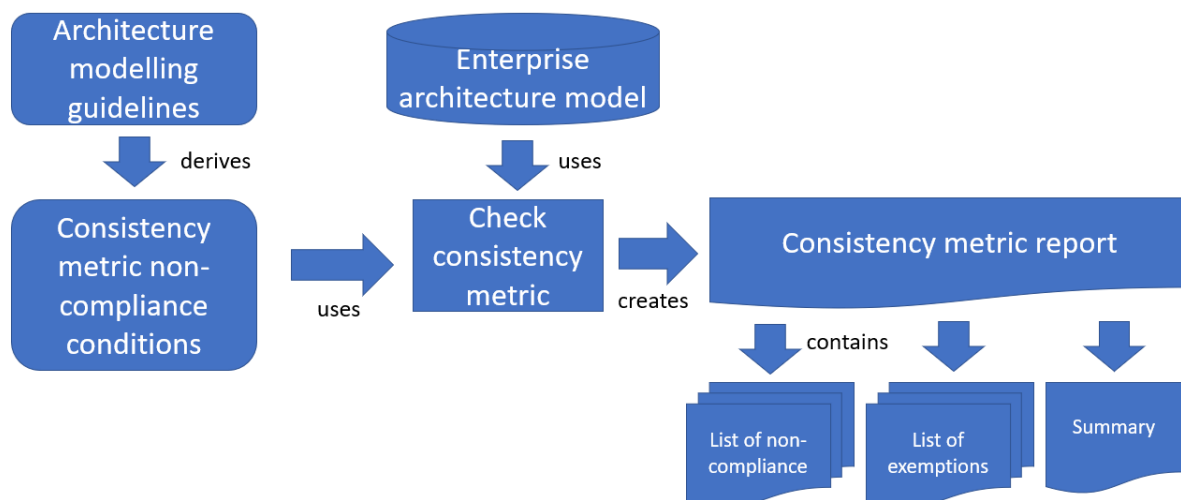 Architecture
modelling
guidelines
Enterprise
architecture model
derives
uses
Consistency
metric non-
compliance
conditions
uses
Check
consistency
metric
creates
Consistency metric report
contains
List of non-
compliance
List of
exemptions
Summary